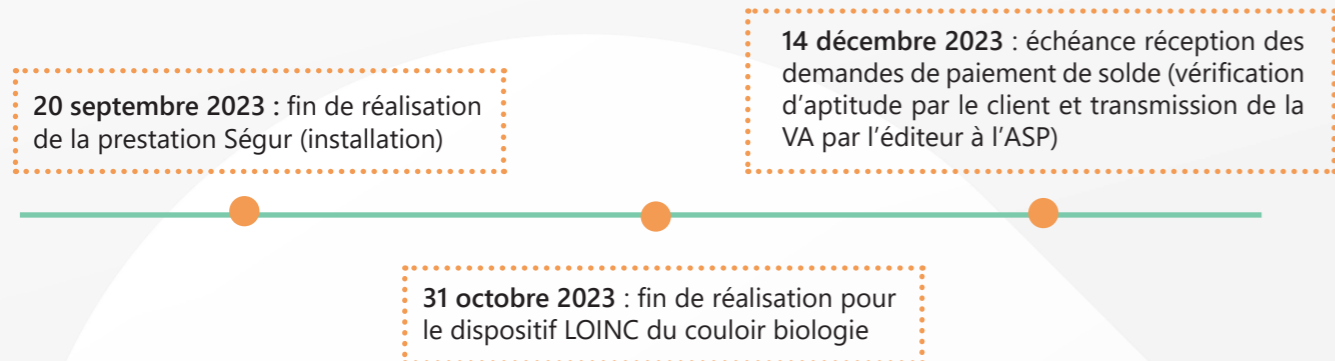 20 septembre 2023 : fin de réalisation
de la prestation Ségur (installation)
31 octobre 2023 : fin de réalisation pour
le dispositif LOINC du couloir biologie
14 décembre 2023 : échéance réception des
demandes de paiement de solde (vérification
d'aptitude par le client et transmission de la
VA par l'éditeur à l'ASP)